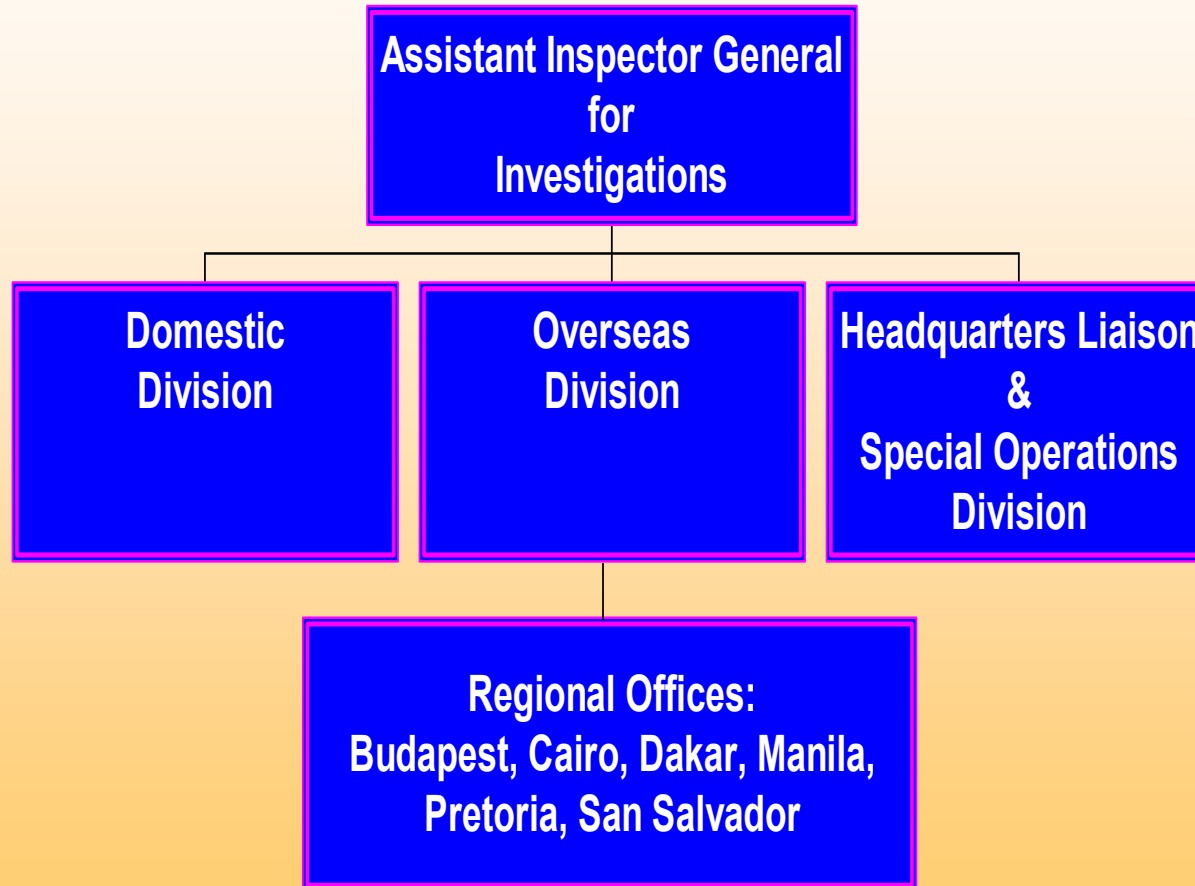 Assistant Inspector General
for
Investigations
Domestic
Division
Overseas
Division
Headquarters Liaison
&
Special Operations
Division
Regional Offices:
Budapest, Cairo, Dakar, Manila,
Pretoria, San Salvador